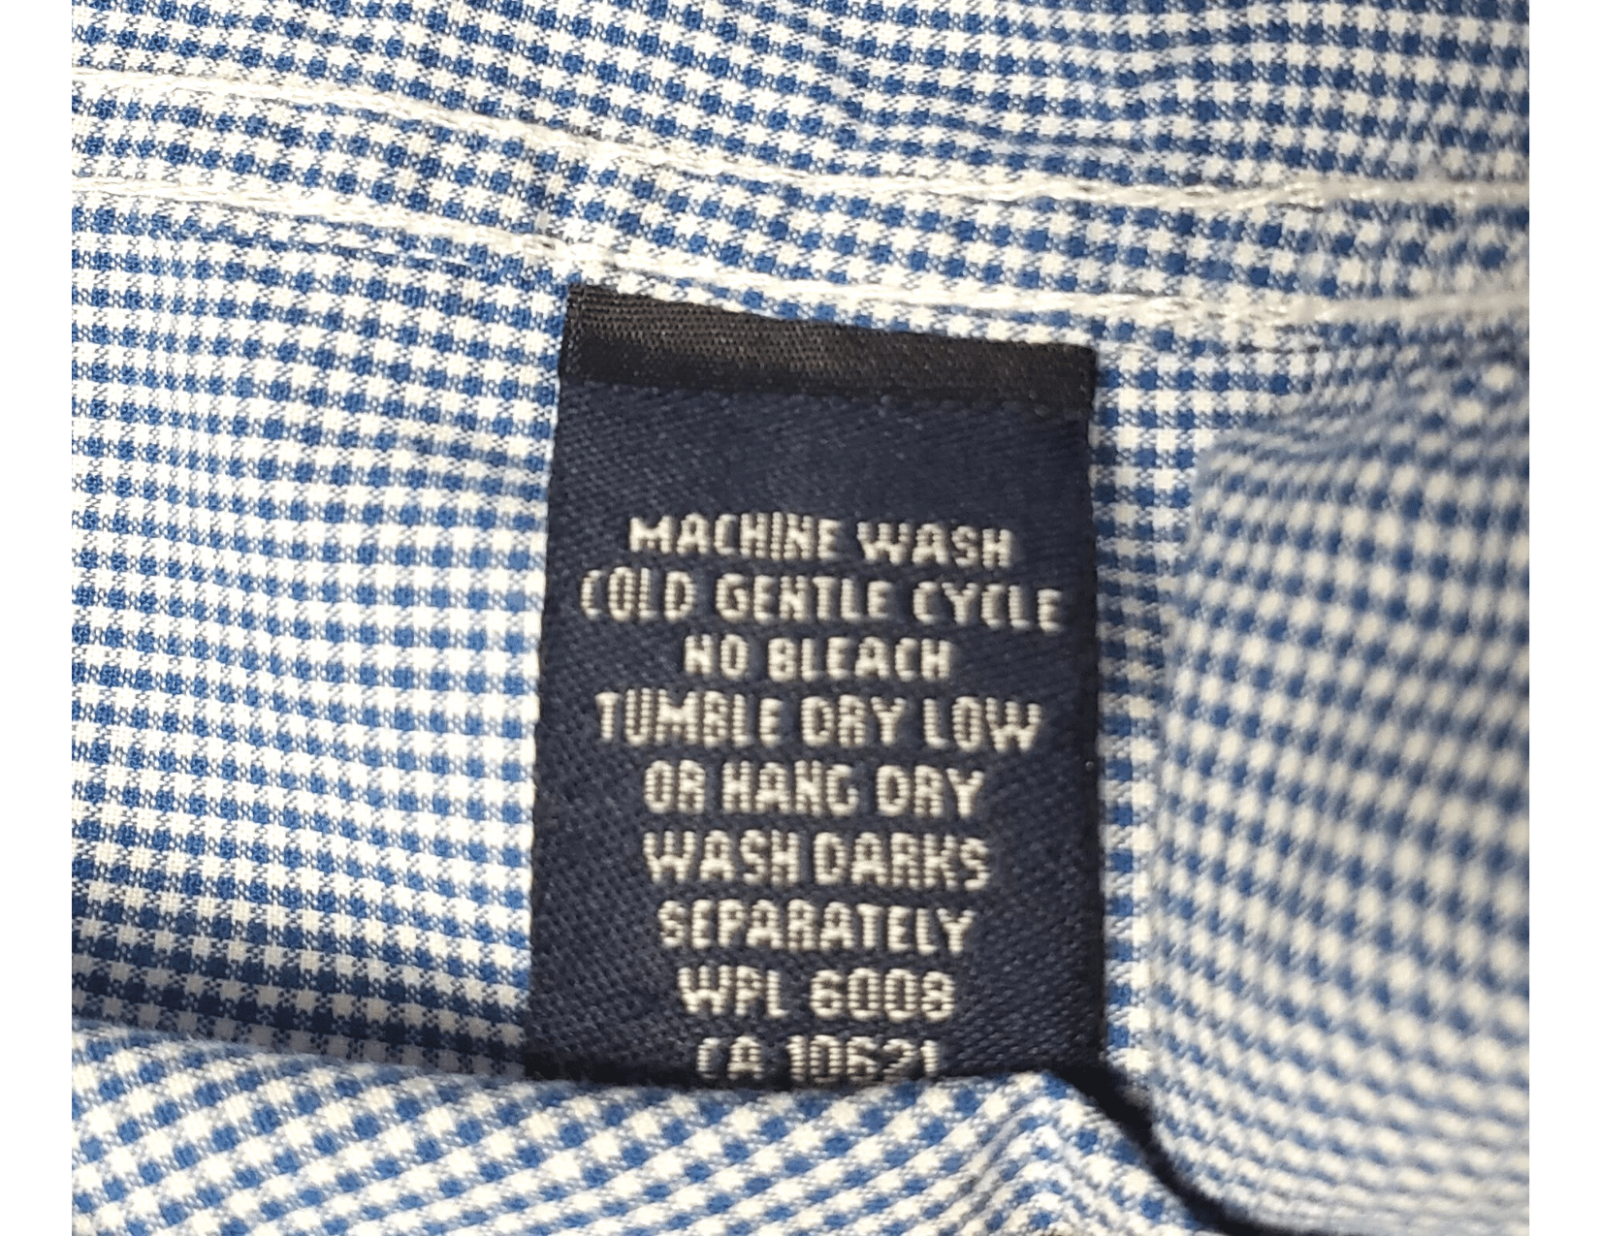 MACHINE WASH
COLD GENTLE CYCLE
NO BLEACH
TUMBLE DRY LOW
OR HANG DRY
WASH DARKS
SEPARATELY
WPL 6008
CA 10621